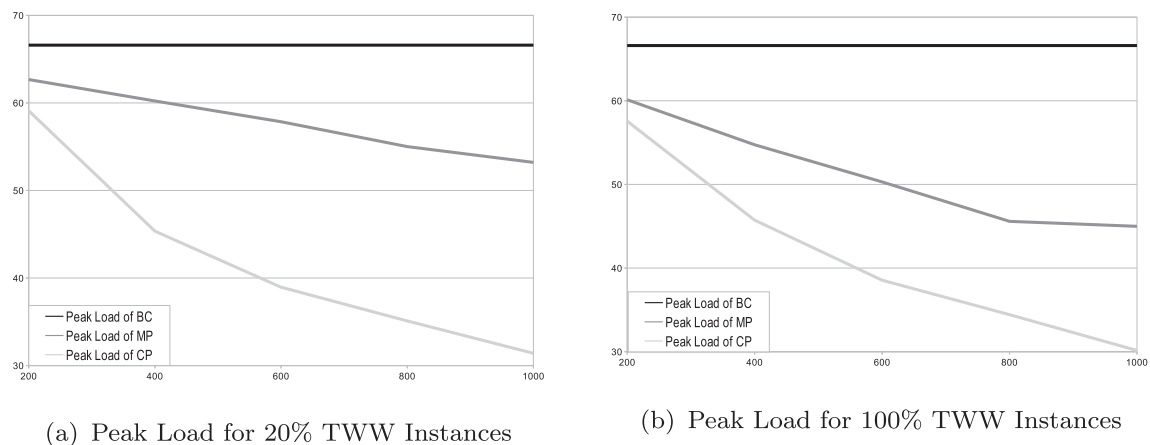 70
60
50
40
30
200 400 600 800 1000
Peak Load of BC
Peak Load of MP
Peak Load of CP
(a) Peak Load for 20% TWW Instances
70
60
50
40
30
200 400 600 800 1000
Peak Load of BC
Peak Load of MP
Peak Load of CP
(b) Peak Load for 100% TWW Instances